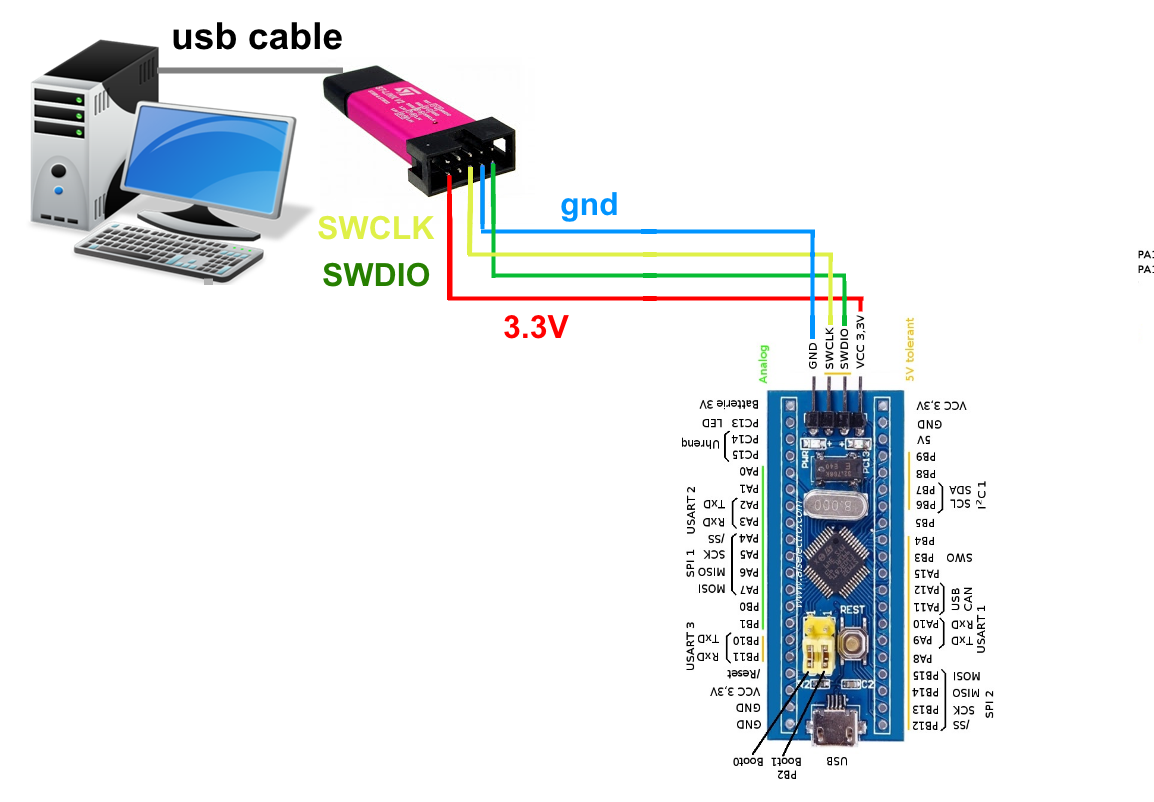 usb cable
ST-LINK V2
gnd
SWCLK
SWDIO
3.3V
PA1
PA1
Analog
GND
SWCLK
SWDIO
VCC 3,3V
5V tolerant
Batterie 3V
VCC 3,3V
LED PC13
GND
Uhrenq
PC14
5V
PC15
PB9
PA0
PB8
PA1
PB7 SDA
I²C 1
USART 2
TxD PA2
PB6 SCL
RxD PA3
PB5
SPI 1
/SS PA4
PB4
SCK PA5
PB3 SWO
MISO PA6
PA15
MOSI PA7
PA12
USB
CAN
PB0
PA11
PB1
PA10 RxD
USART 1
USART 3
TxD PB10
PA9 TxD
RxD PB11
PA8
/Reset
PB15 MOSI
SPI 2
VCC 3,3V
PB14 MISO
GND
PB13 SCK
GND
PB12 /SS
PWR
PC13
8.000
REST
C2
Boot0
Boot1
PB2
USB